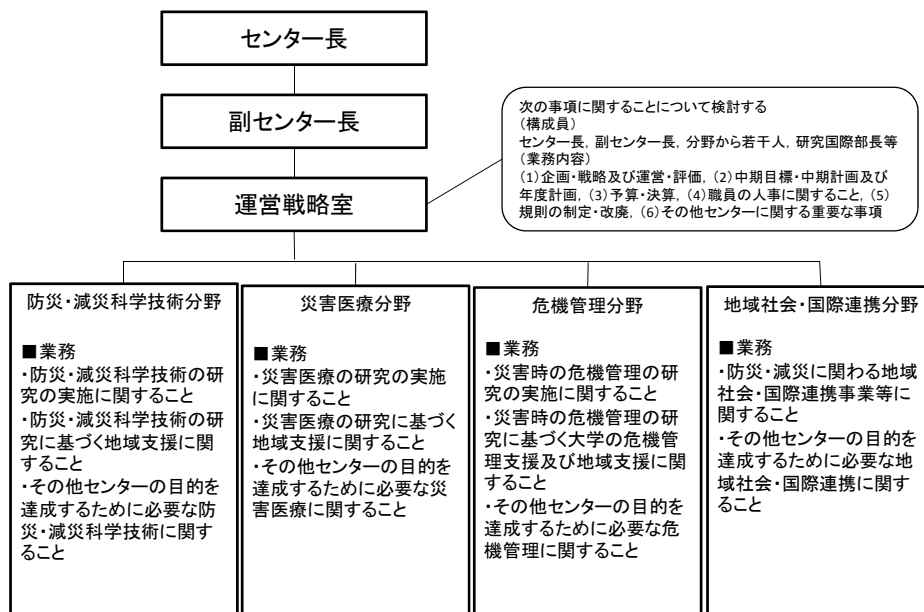 センター長
副センター長
運営戦略室
次の事項に関することについて検討する
(構成員)
センター長, 副センター長, 分野から若干人, 研究国際部長等
(業務内容)
(1)企画・戦略及び運営・評価, (2)中期目標・中期計画及び
年度計画, (3)予算・決算, (4)職員の人事に関すること, (5)
規則の制定・改廃, (6)その他センターに関する重要な事項
防災・減災科学技術分野
■業務
・防災・減災科学技術の研
究の実施に関すること
・防災・減災科学技術の研
究に基づく地域支援に関
すること
・その他センターの目的を
達成するために必要な防
災・減災科学技術に関す
ること
災害医療分野
■業務
・災害医療の研究の実施
に関すること
・災害医療の研究に基づく
地域支援に関すること
・その他センターの目的を
達成するために必要な災
害医療に関すること
危機管理分野
■業務
・災害時の危機管理の研
究の実施に関すること
・災害時の危機管理の研
究に基づく大学の危機管
理支援及び地域支援に関
すること
・その他センターの目的を
達成するために必要な危
機管理に関すること
地域社会・国際連携分野
■業務
・防災・減災に関わる地域
社会・国際連携事業等に
関すること
・その他センターの目的を
達成するために必要な地
域社会・国際連携に関す
ること